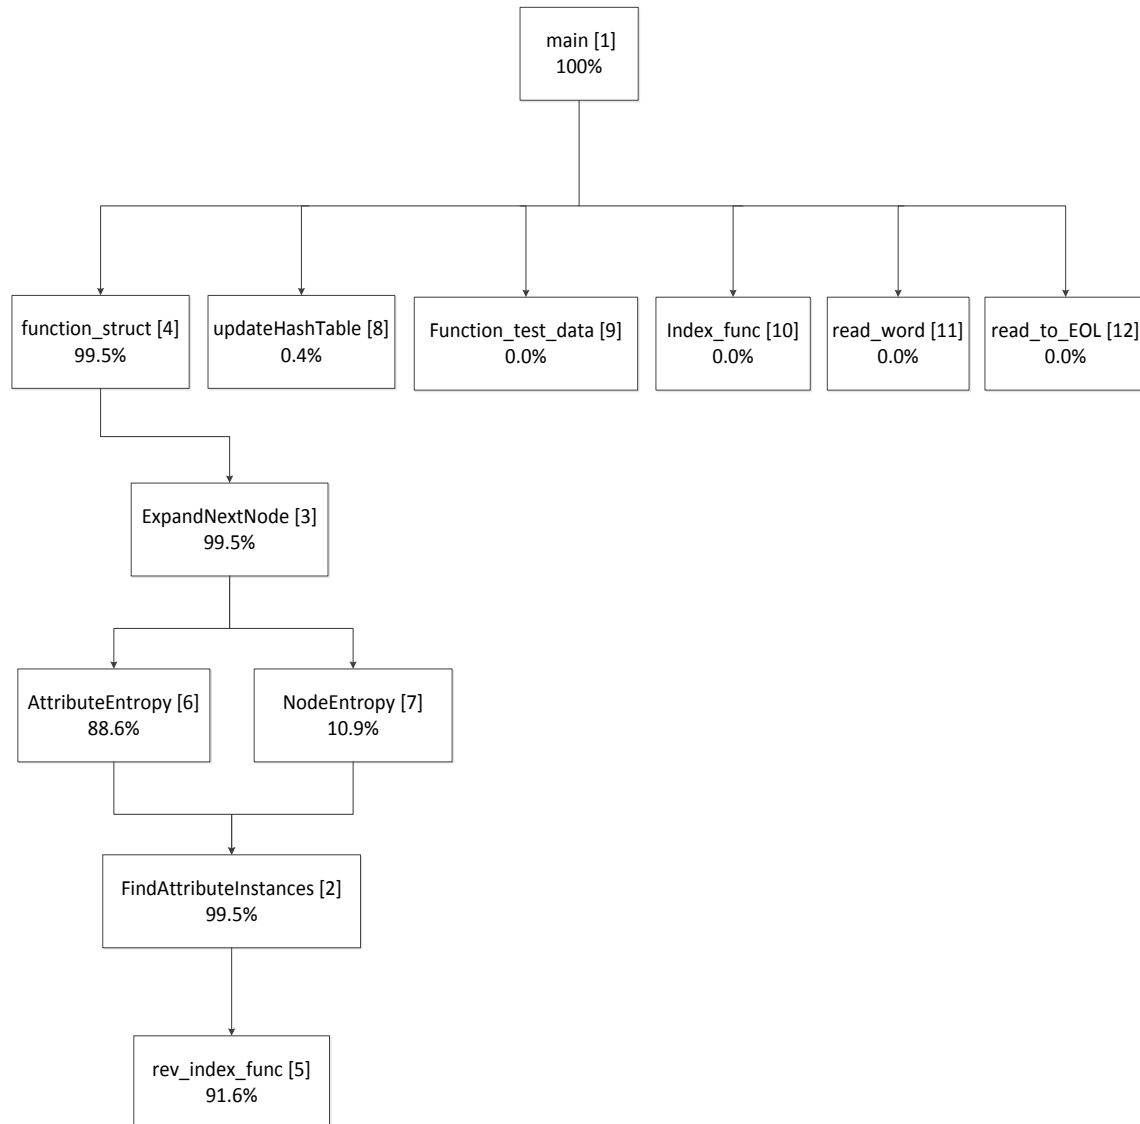 main [1]
100%
function_struct [4]
99.5%
updateHashTable [8]
0.4%
Function_test_data [9]
0.0%
Index_func [10]
0.0%
read_word [11]
0.0%
read_to_EOL [12]
0.0%
ExpandNextNode [3]
99.5%
AttributeEntropy [6]
88.6%
NodeEntropy [7]
10.9%
FindAttributeInstances [2]
99.5%
rev_index_func [5]
91.6%